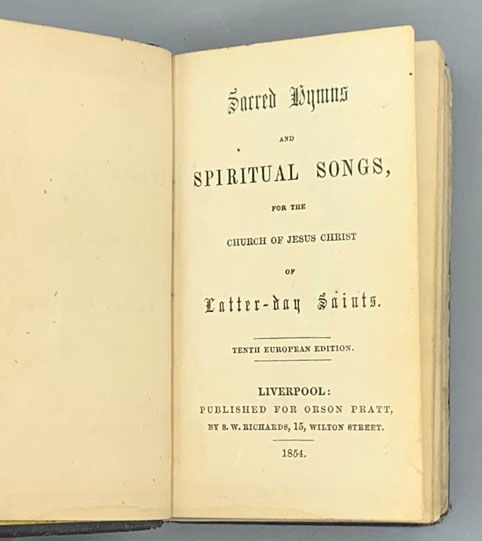 Sacred Hymns
AND
SPIRITUAL SONGS,
FOR THE
CHURCH OF JESUS CHRIST
OF
Latter-day Saints.
TENTH EUROPEAN EDITION.
LIVERPOOL:
PUBLISHED FOR ORSON PRATT,
BY S. W. RICHARDS, 15, WILTON STREET.
1854.